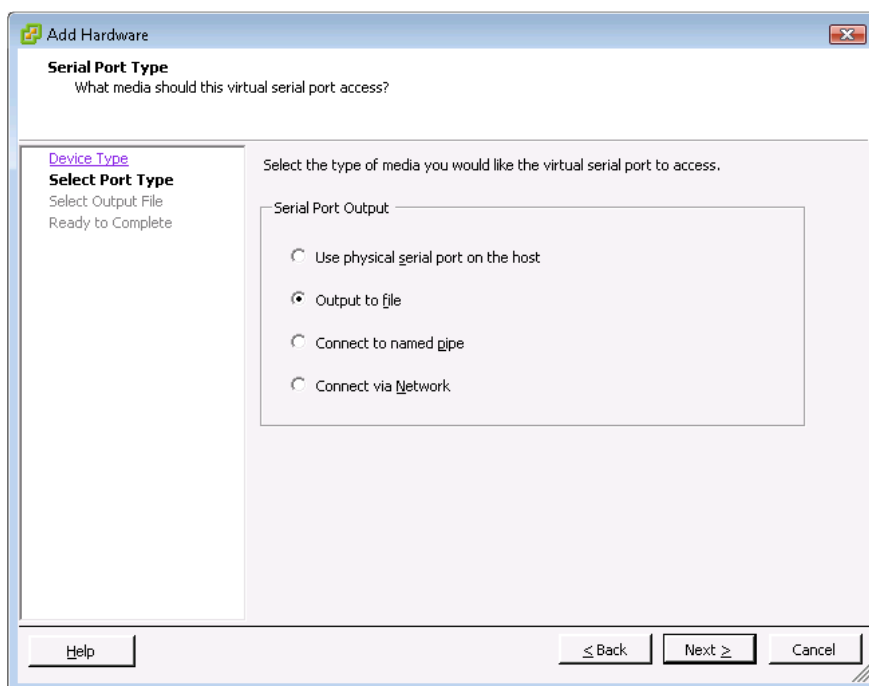 Add Hardware
Serial Port Type
What media should this virtual serial port access?
Device Type
Select Port Type
Select Output File
Ready to Complete
Select the type of media you would like the virtual serial port to access.
Serial Port Output
Use physical serial port on the host
Output to file
Connect to named pipe
Connect via Network
Help
< Back
Next >
Cancel